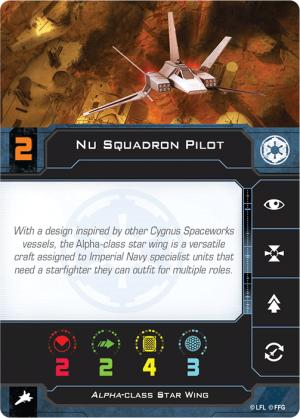 2
Nu Squadron Pilot
With a design inspired by other Cygnus Spaceworks
vessels, the Alpha-class star wing is a versatile
craft assigned to Imperial Navy specialist units that
need a starfighter they can outfit for multiple roles.
2 2 4 3
Alpha-class Star Wing
© LFL © FFG